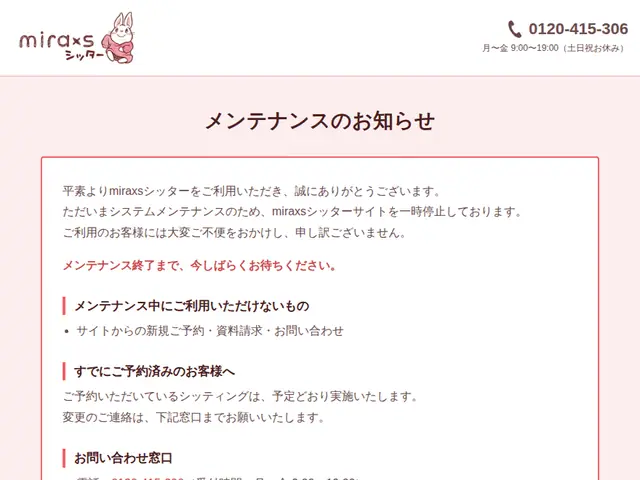 miraxs
シッター
0120-415-306
月〜金 9:00〜19:00（土日祝お休み）
メンテナンスのお知らせ
平素よりmiraxsシッターをご利用いただき、誠にありがとうございます。
ただいまシステムメンテナンスのため、miraxsシッターサイトを一時停止しております。
ご利用のお客様には大変ご不便をおかけし、申し訳ございません。
メンテナンス終了まで、今しばらくお待ちください。
メンテナンス中にご利用いただけないもの
• サイトからの新規ご予約・資料請求・お問い合わせ
すでにご予約済みのお客様へ
ご予約いただいているシッティングは、予定どおり実施いたします。
変更のご連絡は、下記窓口までお願いいたします。
お問い合わせ窓口